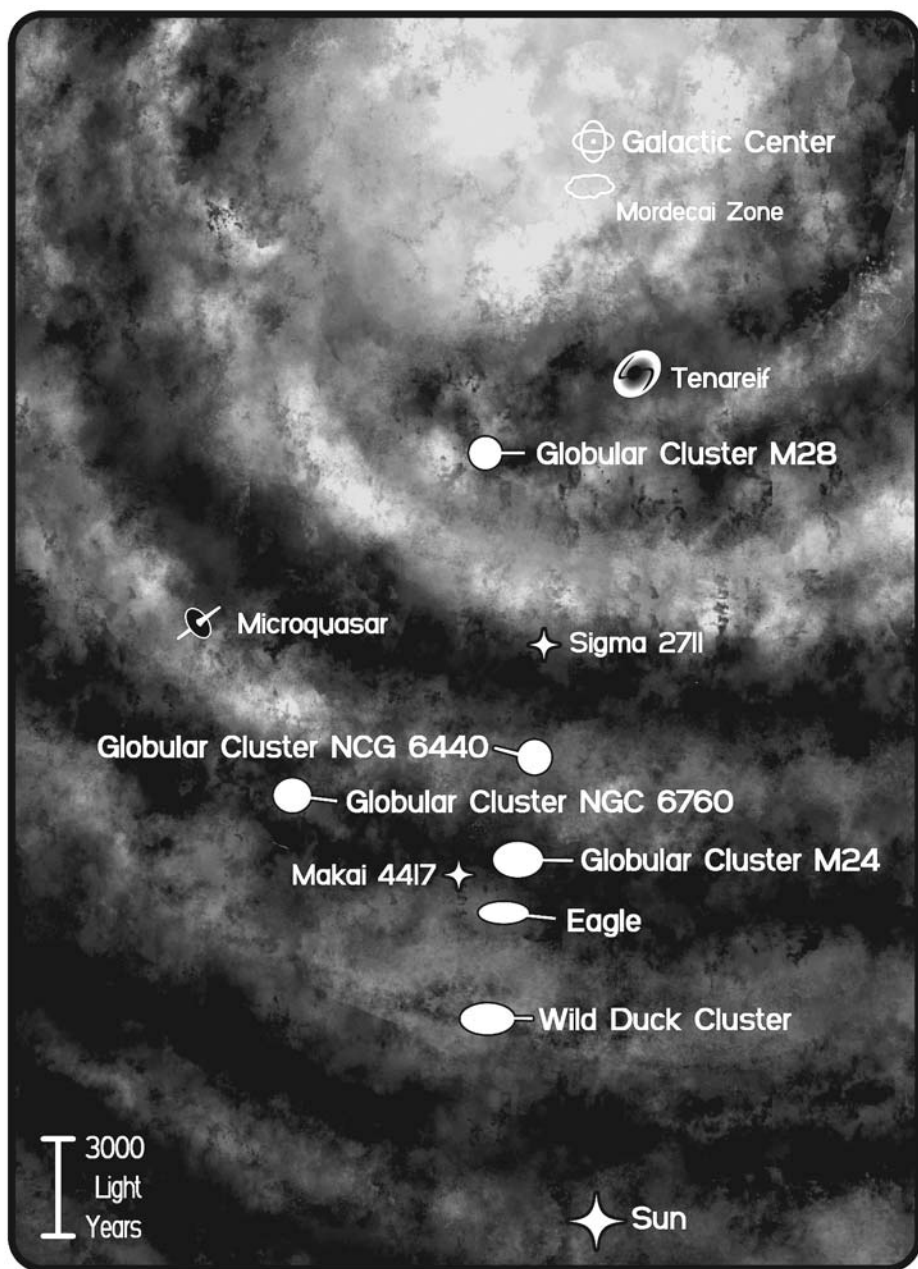 Galactic Center
Mordecai Zone
Tenareif
Globular Cluster M28
Microquasar
Sigma 2711
Globular Cluster NCG 6440
Globular Cluster NGC 6760
Globular Cluster M24
Makai 4417
Eagle
Wild Duck Cluster
3000
Light
Years
Sun